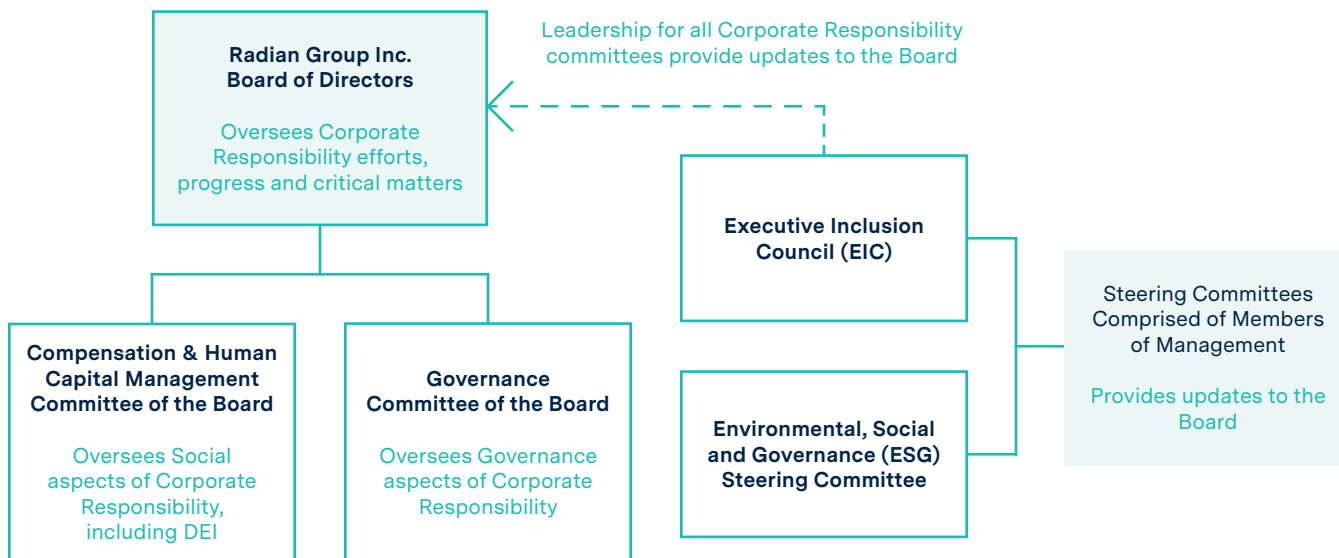 Radian Group Inc.
Board of Directors
Oversees Corporate
Responsibility efforts,
progress and critical matters
Leadership for all Corporate Responsibility
committees provide updates to the Board
Compensation & Human
Capital Management
Committee of the Board
Oversees Social
aspects of Corporate
Responsibility,
including DEI
Governance
Committee of the Board
Oversees Governance
aspects of Corporate
Responsibility
Executive Inclusion
Council (EIC)
Environmental, Social
and Governance (ESG)
Steering Committee
Steering Committees
Comprised of Members
of Management
Provides updates to the
Board